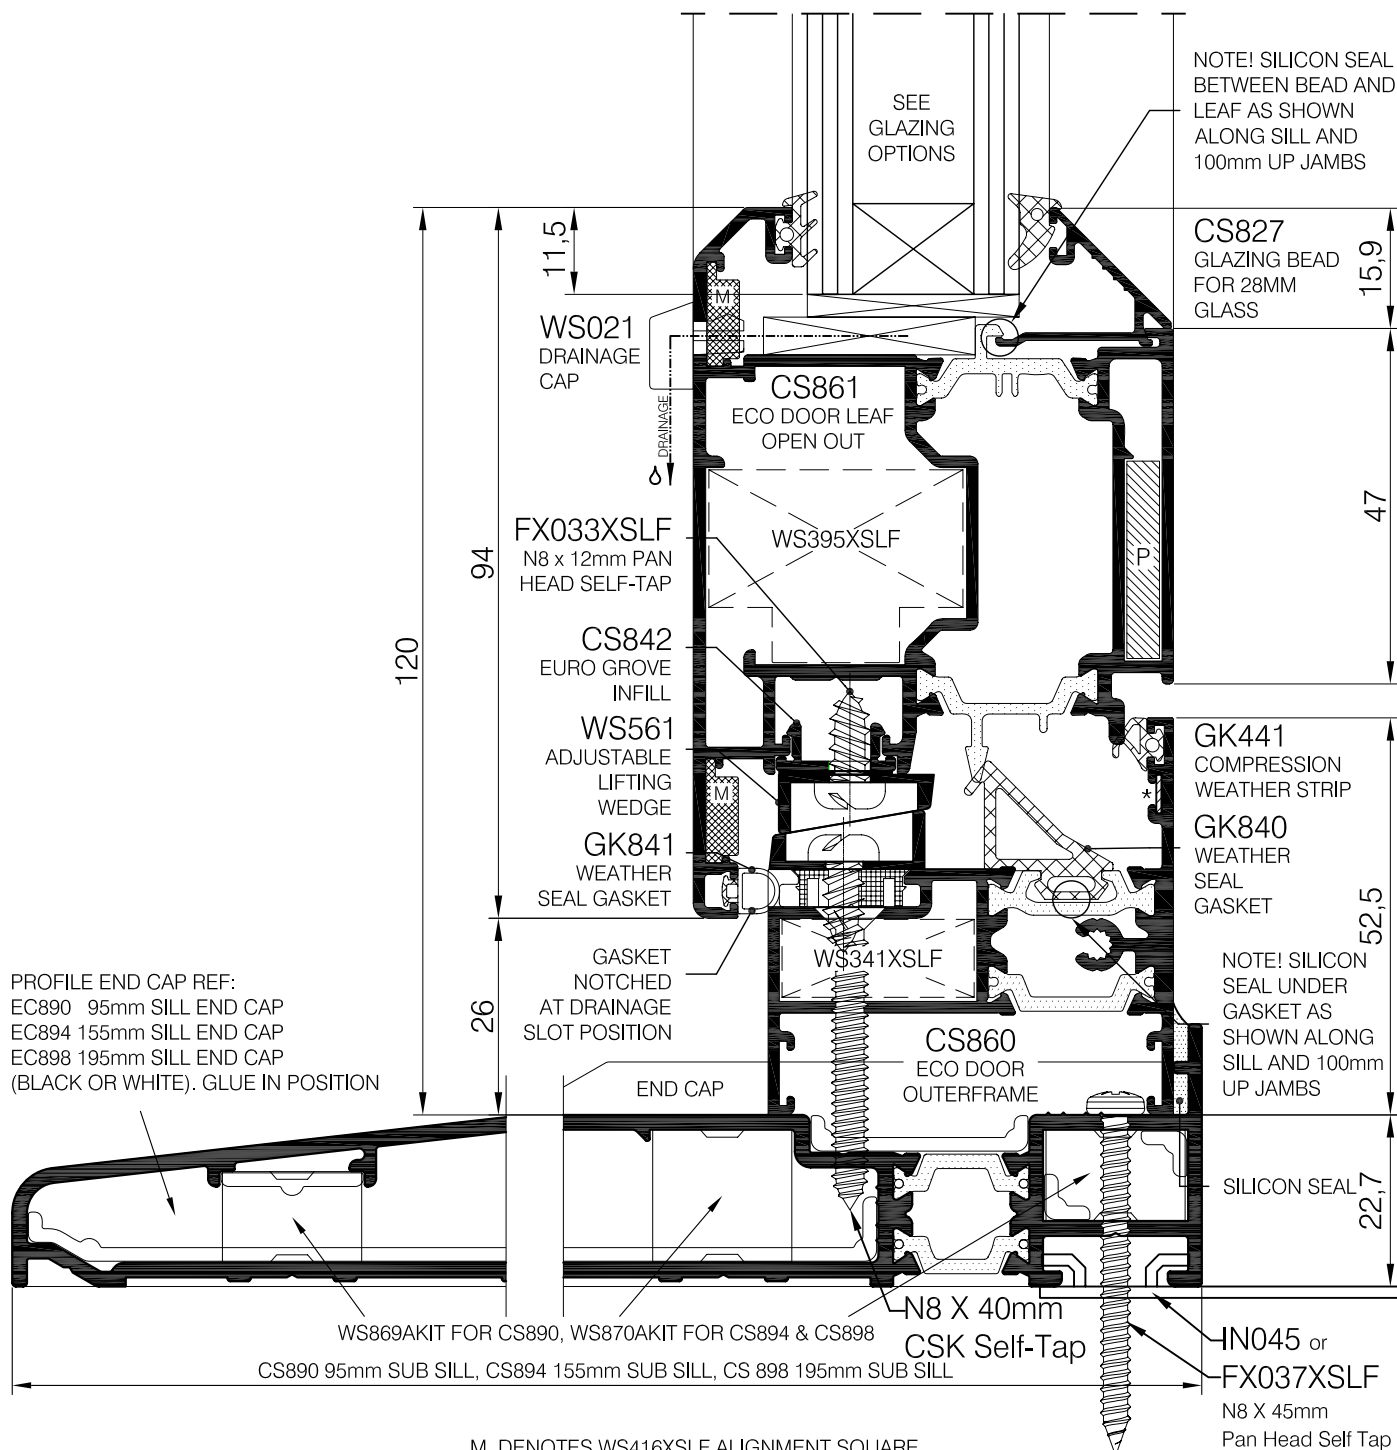 NOTE! SILICON SEAL
BETWEEN BEAD AND
LEAF AS SHOWN
ALONG SILL AND
100mm UP JAMBS
SEE
GLAZING
OPTIONS
CS827
GLAZING BEAD
FOR 28MM
GLASS
15,9
11,5
M
WS021
DRAINAGE
CAP
DRAINAGE
CS861
ECO DOOR LEAF
OPEN OUT
47
94
120
FX033XSLF
N8 x 12mm PAN
HEAD SELF-TAP
WS395XSLF
P
CS842
EURO GROVE
INFILL
WS561
ADJUSTABLE
LIFTING
WEDGE
M
GK841
WEATHER
SEAL GASKET
GK441
COMPRESSION
WEATHER STRIP
*
GK840
WEATHER
SEAL
GASKET
52,5
GASKET
NOTCHED
AT DRAINAGE
SLOT POSITION
WS341XSLF
NOTE! SILICON
SEAL UNDER
GASKET AS
SHOWN ALONG
SILL AND 100mm
UP JAMBS
26
PROFILE END CAP REF:
EC890 95mm SILL END CAP
EC894 155mm SILL END CAP
EC898 195mm SILL END CAP
(BLACK OR WHITE). GLUE IN POSITION
END CAP
CS860
ECO DOOR
OUTERFRAME
SILICON SEAL
22,7
WS869AKIT FOR CS890, WS870AKIT FOR CS894 & CS898
N8 X 40mm
CSK Self-Tap
CS890 95mm SUB SILL, CS894 155mm SUB SILL, CS 898 195mm SUB SILL
IN045 or
FX037XSLF
N8 X 45mm
Pan Head Self Tap
M DENOTES WS416XSLF ALIGNMENT SQUARE